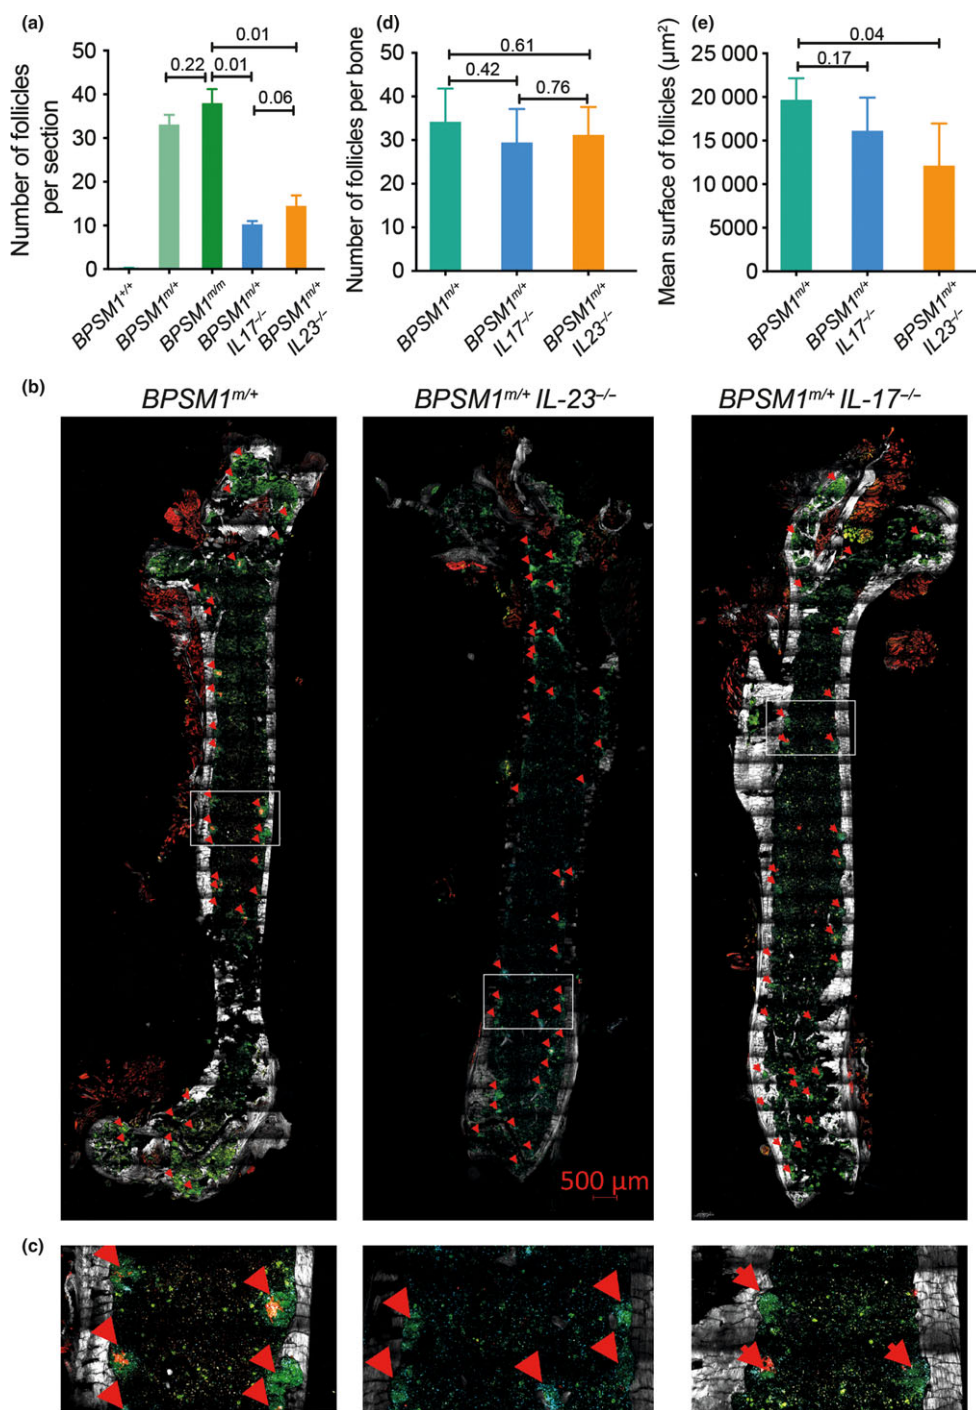 (a)
Number of follicles
per section
50
40
30
20
10
0
0.01
0.22
0.01
0.06
BPSM1+/+
BPSM1m/+
BPSM1m/m
BPSM1m/+
IL17−/−
BPSM1m/+
IL23−/−
(d)
Number of follicles per bone
50
40
30
20
10
0
0.61
0.42
0.76
BPSM1m/+
BPSM1m/+
IL17−/−
BPSM1m/+
IL23−/−
(e)
Mean surface of follicles (µm²)
25 000
20 000
15 000
10 000
5000
0
0.04
0.17
BPSM1m/+
BPSM1m/+
IL17−/−
BPSM1m/+
IL23−/−
(b)
BPSM1m/+
BPSM1m/+ IL-23−/−
BPSM1m/+ IL-17−/−
500 µm
(c)